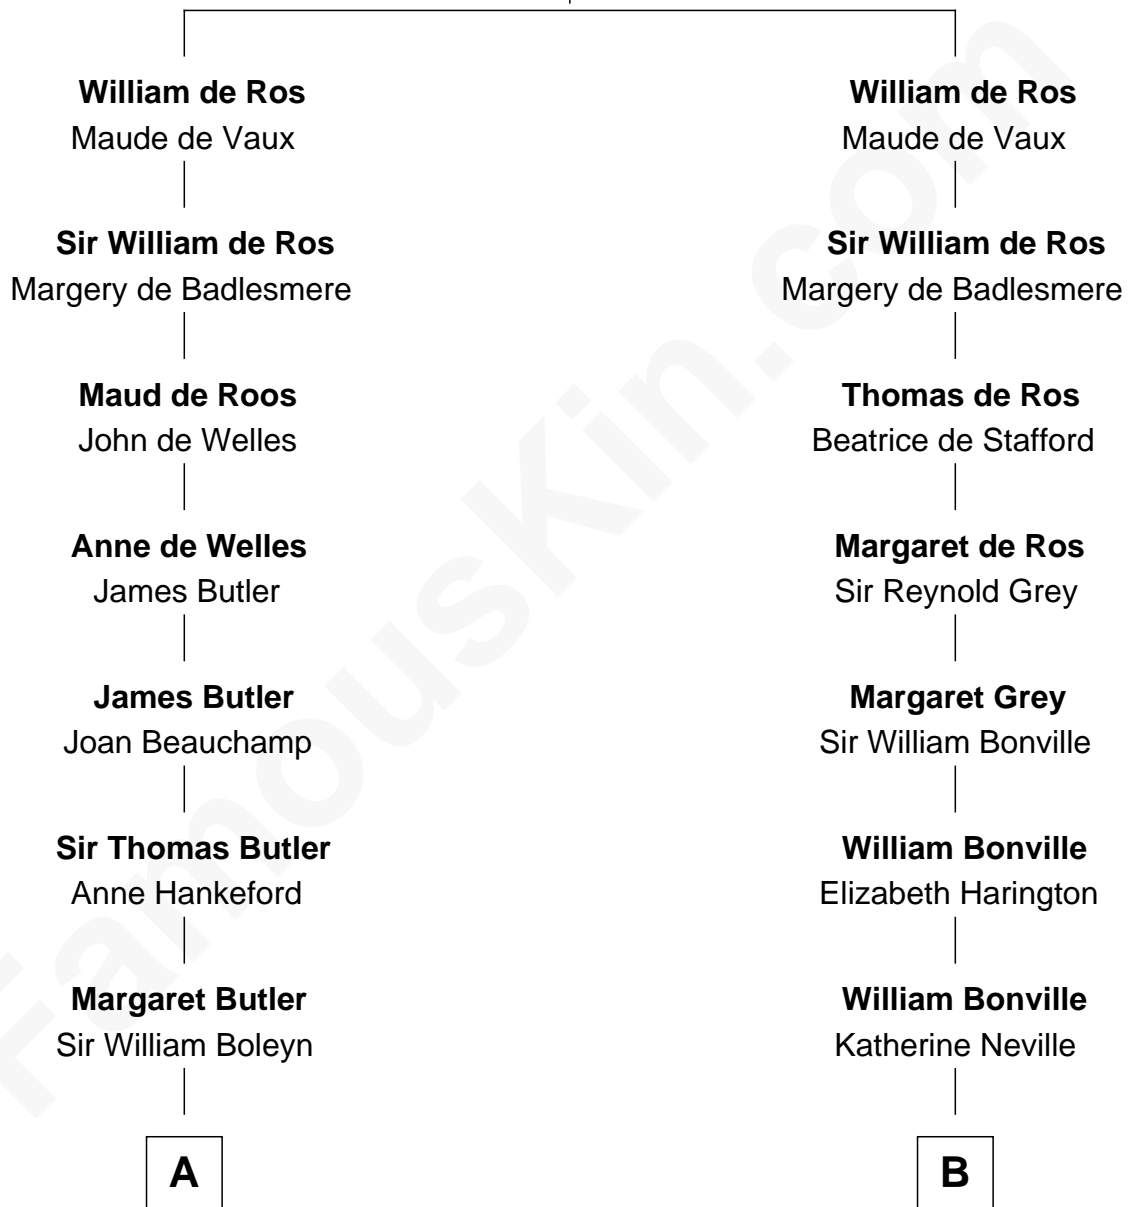 William de Ros
Maude de Vaux
Sir William de Ros
Margery de Badlesmere
Maud de Roos
John de Welles
Anne de Welles
James Butler
James Butler
Joan Beauchamp
Sir Thomas Butler
Anne Hankeford
Margaret Butler
Sir William Boleyn
A
William de Ros
Maude de Vaux
Sir William de Ros
Margery de Badlesmere
Thomas de Ros
Beatrice de Stafford
Margaret de Ros
Sir Reynold Grey
Margaret Grey
Sir William Bonville
William Bonville
Elizabeth Harington
William Bonville
Katherine Neville
B
FamousKin.com